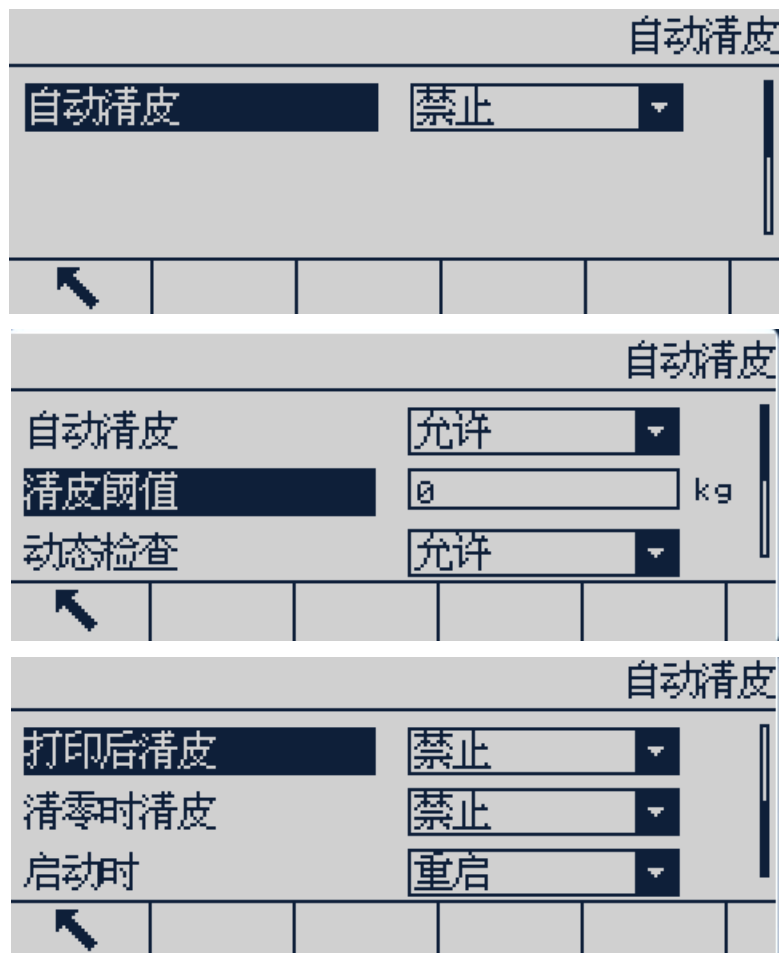 自动清皮
自动清皮 禁止
自动清皮
自动清皮 允许
清皮阈值 0 kg
动态检查 允许
自动清皮
打印后清皮 禁止
清零时清皮 禁止
启动时 重启